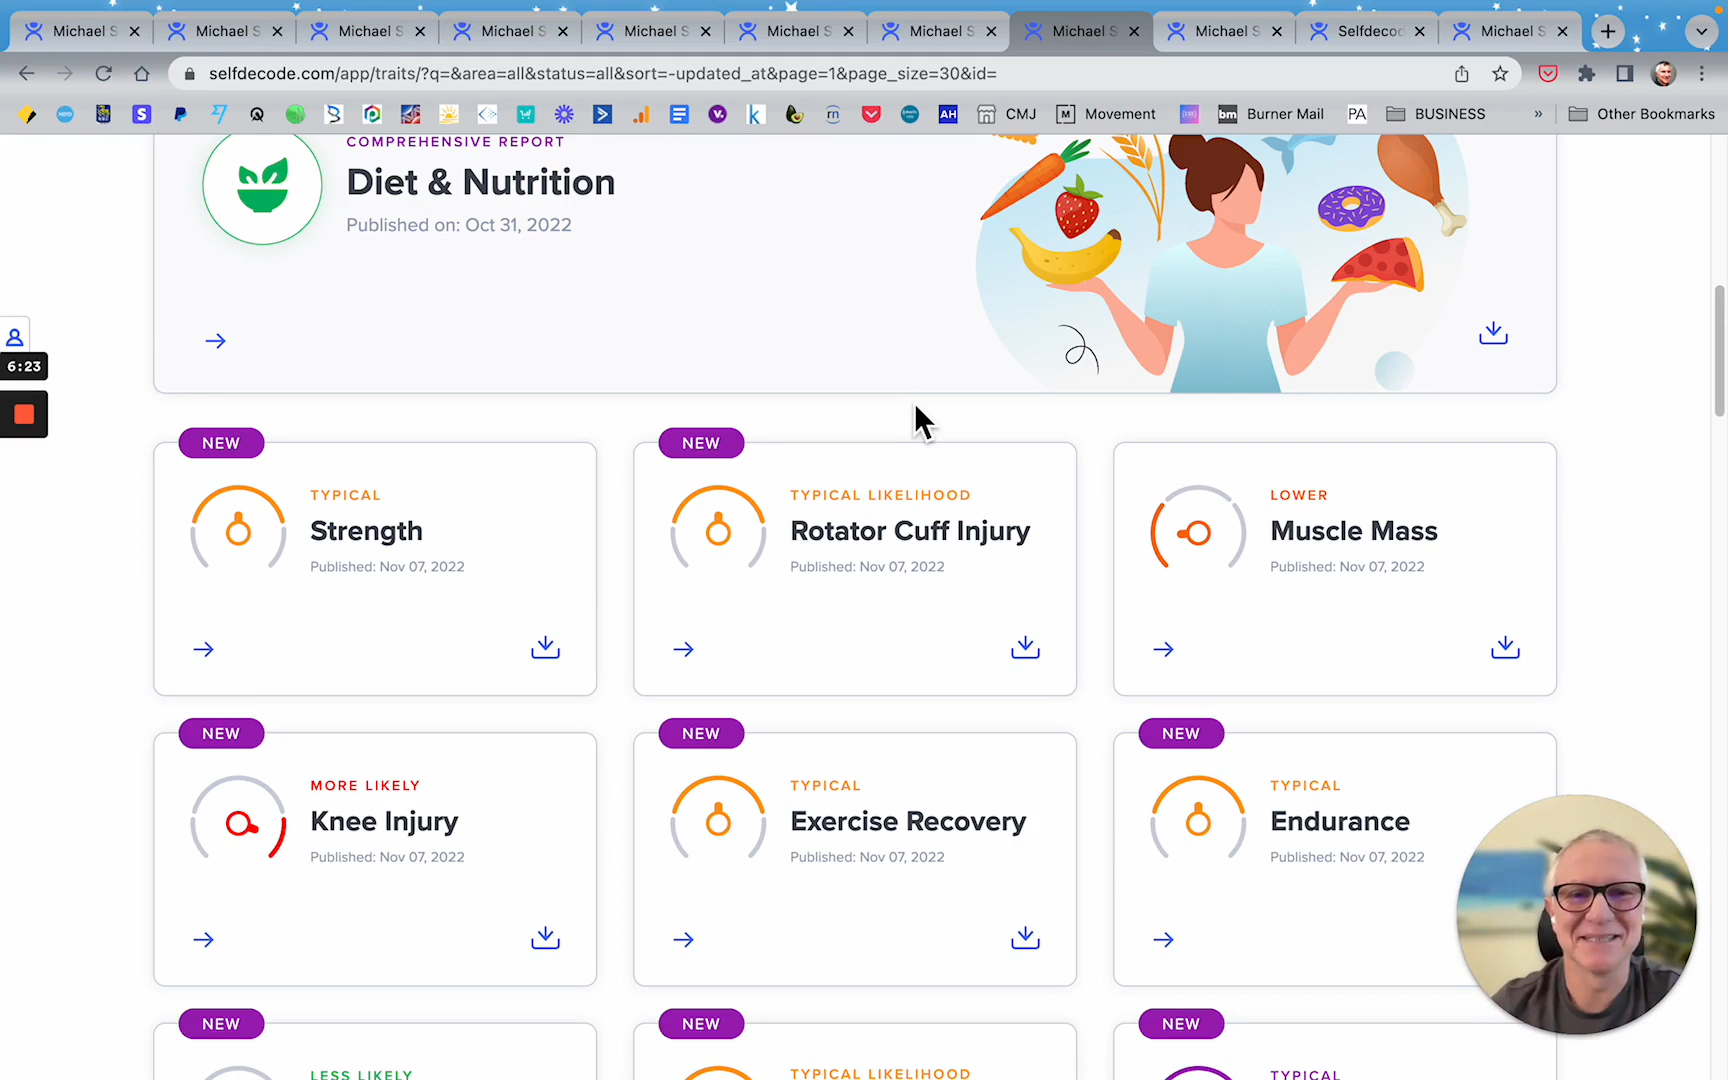 Michael S
Michael S
Michael S
Michael S
Michael S
Michael S
Michael S
Michael S
Michael S
Selfdecod
Michael S
selfdecode.com/app/traits/?q=&area=all&status=all&sort=-updated_at&page=1&page_size=30&id=
CMJ
Movement
bm
Burner Mail
PA
BUSINESS
»
Other Bookmarks
AH
COMPREHENSIVE REPORT
Diet & Nutrition
Published on: Oct 31, 2022
6:23
NEW
TYPICAL
Strength
Published: Nov 07, 2022
NEW
TYPICAL LIKELIHOOD
Rotator Cuff Injury
Published: Nov 07, 2022
LOWER
Muscle Mass
Published: Nov 07, 2022
NEW
MORE LIKELY
Knee Injury
Published: Nov 07, 2022
NEW
TYPICAL
Exercise Recovery
Published: Nov 07, 2022
NEW
TYPICAL
Endurance
Published: Nov 07, 2022
NEW
LESS LIKELY
NEW
TYPICAL LIKELIHOOD
NEW
TYPICAL